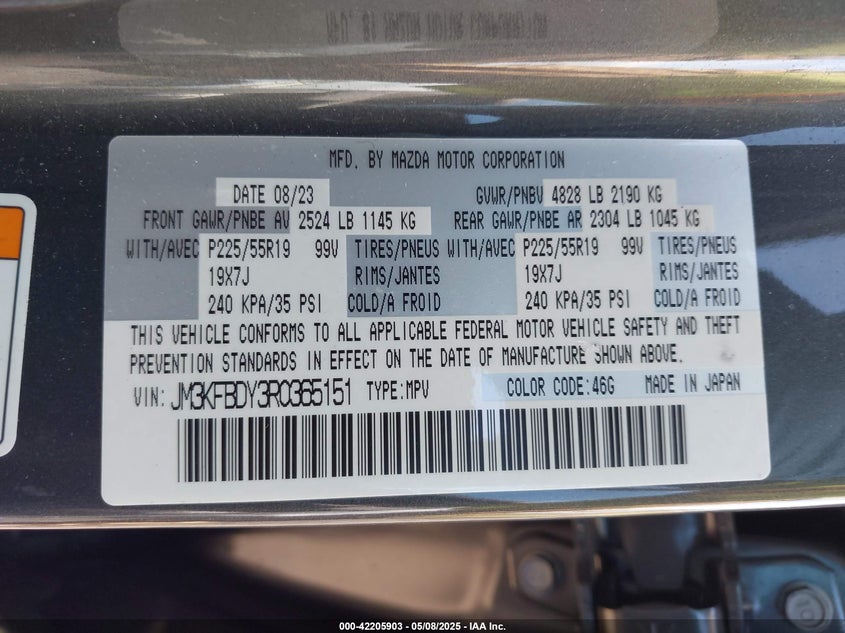 MFD. BY MAZDA MOTOR CORPORATION
DATE 08/23 GVWR/PNBV 4828 LB 2190 KG
FRONT GAWR/PNBE AV 2524 LB 1145 KG REAR GAWR/PNBE AR 2304 LB 1045 KG
WITH/AVEC P225/55R19 99V TIRES/PNEUS WITH/AVEC P225/55R19 99V TIRES/PNEUS
19X7J RIMS/JANTES 19X7J RIMS/JANTES
240 KPA/35 PSI COLD/A FROID 240 KPA/35 PSI COLD/A FROID
THIS VEHICLE CONFORMS TO ALL APPLICABLE FEDERAL MOTOR VEHICLE SAFETY AND THEFT
PREVENTION STANDARDS IN EFFECT ON THE DATE OF MANUFACTURE SHOWN ABOVE.
VIN: JM3KFBDY3R0365151 TYPE:MPV COLOR CODE:46G MADE IN JAPAN
000-42205903 - 05/08/2025 - IAA Inc.